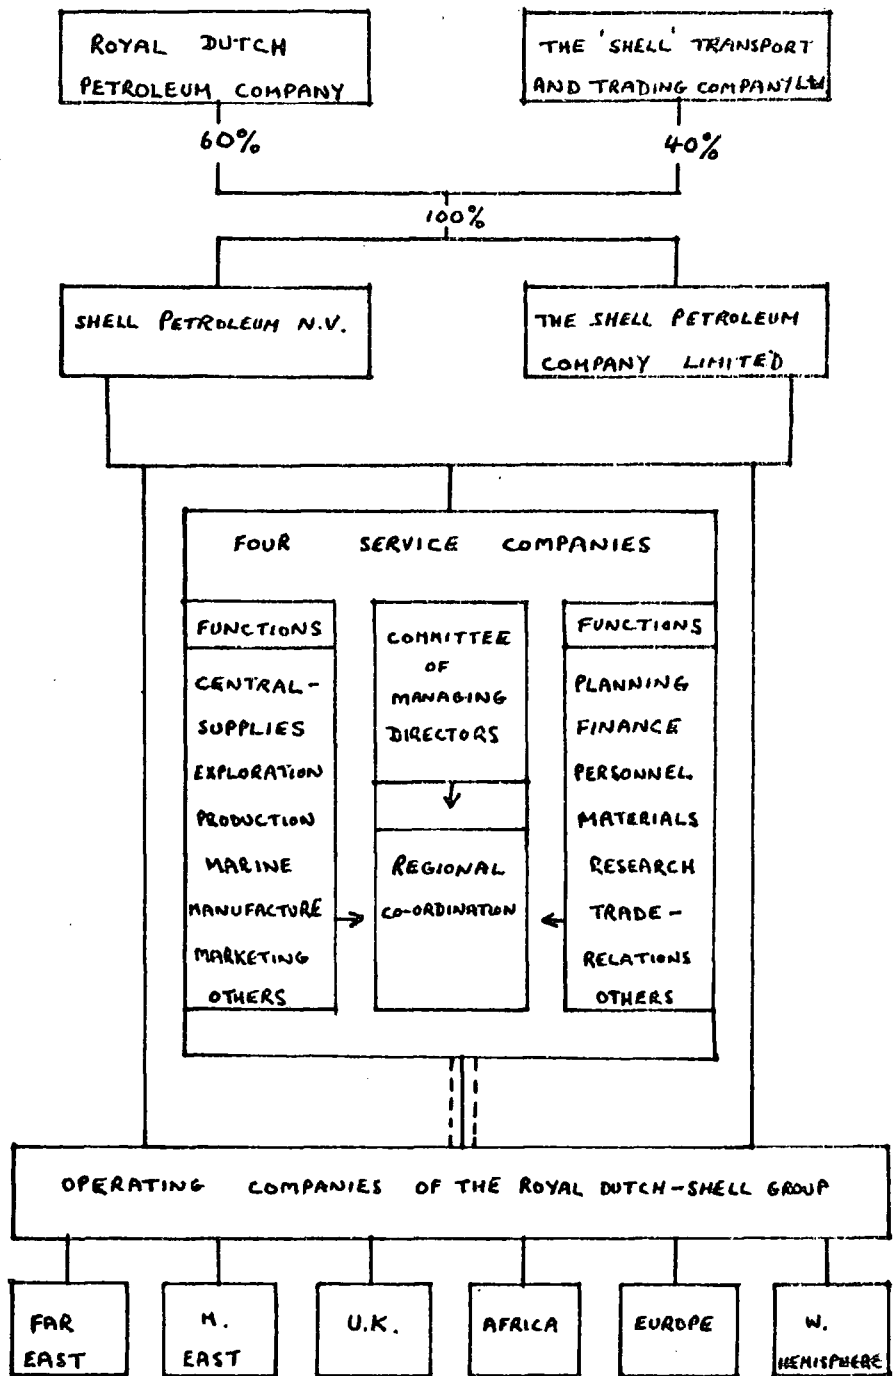 ROYAL DUTCH
PETROLEUM COMPANY
THE 'SHELL' TRANSPORT
AND TRADING COMPANY Ltd
60%
40%
100%
SHELL PETROLEUM N.V.
THE SHELL PETROLEUM
COMPANY LIMITED
FOUR SERVICE COMPANIES
FUNCTIONS
CENTRAL-
SUPPLIES
EXPLORATION
PRODUCTION
MARINE
MANUFACTURE
MARKETING
OTHERS
COMMITTEE
OF
MANAGING
DIRECTORS
REGIONAL
CO-ORDINATION
FUNCTIONS
PLANNING
FINANCE
PERSONNEL
MATERIALS
RESEARCH
TRADE-
RELATIONS
OTHERS
OPERATING COMPANIES OF THE ROYAL DUTCH-SHELL GROUP
FAR
EAST
M.
EAST
U.K.
AFRICA
EUROPE
W.
HEMISPHERE